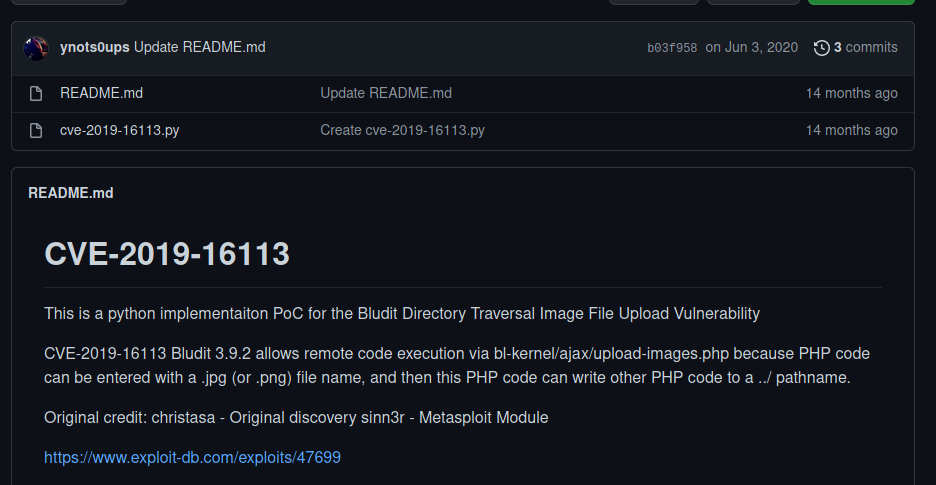 ynots0ups Update README.md b03f958 on Jun 3, 2020 3 commits
README.md Update README.md 14 months ago
cve-2019-16113.py Create cve-2019-16113.py 14 months ago
README.md
CVE-2019-16113
This is a python implementaiton PoC for the Bludit Directory Traversal Image File Upload Vulnerability
CVE-2019-16113 Bludit 3.9.2 allows remote code execution via bl-kernel/ajax/upload-images.php because PHP code
can be entered with a .jpg (or .png) file name, and then this PHP code can write other PHP code to a ../ pathname.
Original credit: christasa - Original discovery sinn3r - Metasploit Module
https://www.exploit-db.com/exploits/47699